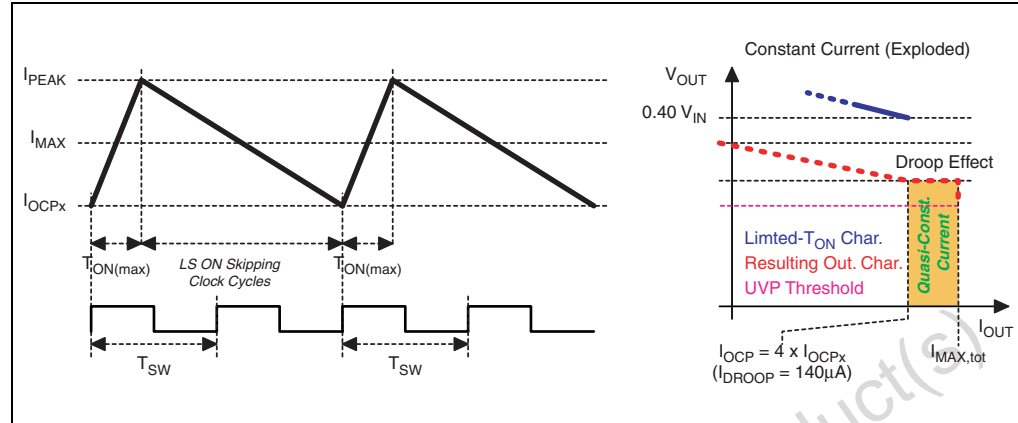 I_PEAK
I_MAX
I_OCPx
T_ON(max)
LS ON Skipping
Clock Cycles
T_ON(max)
T_SW
T_SW
Constant Current (Exploded)
V_OUT
0.40 V_IN
Droop Effect
Limted-T_ON Char.
Resulting Out. Char.
UVP Threshold
Quasi-Const.
Current
I_OUT
I_OCP = 4 x I_OCPx
(I_DROOP = 140µA)
I_MAX,tot
duct(s)